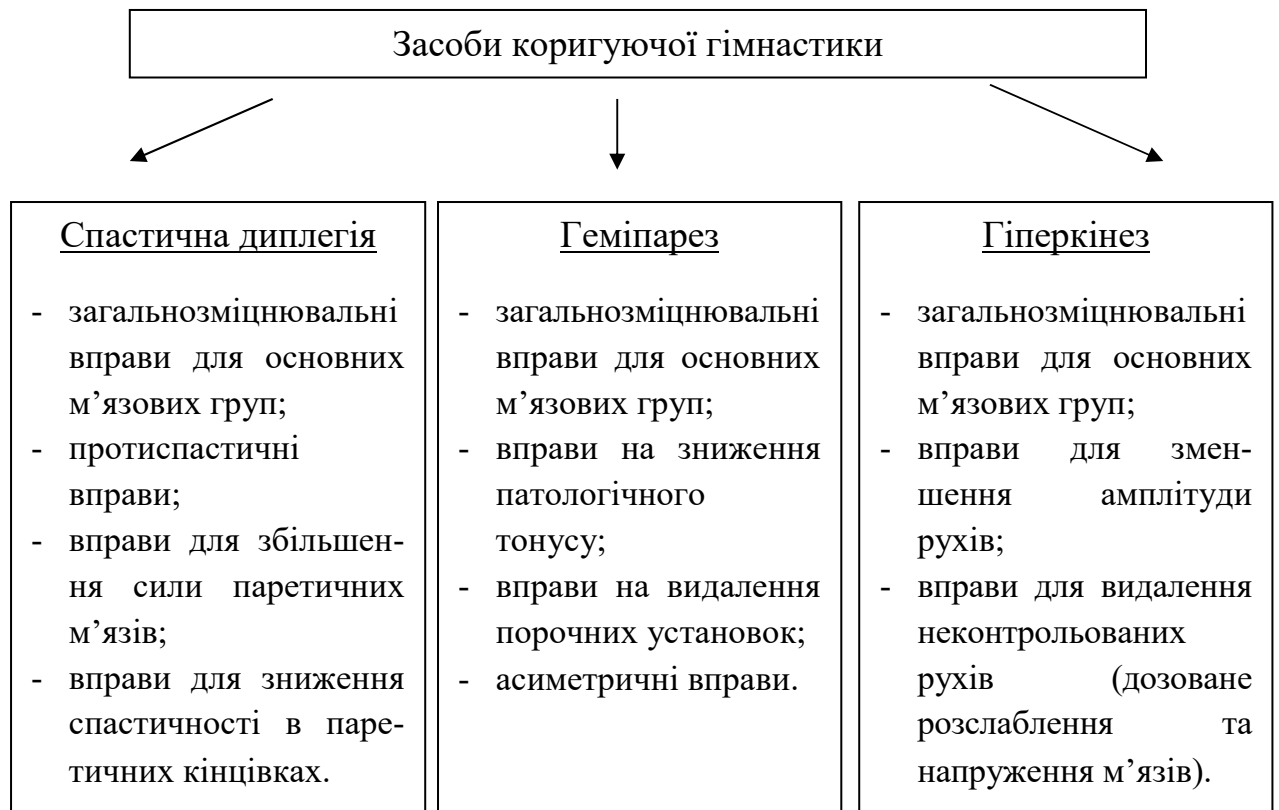 Засоби коригуючої гімнастики
Спастична диплегія
- загальнозміцнювальні
вправи для основних
м’язових груп;
- протиспастичні
вправи;
- вправи для збільшен-
ня сили паретичних
м’язів;
- вправи для зниження
спастичності в паре-
тичних кінцівках.
Геміпарез
- загальнозміцнювальні
вправи для основних
м’язових груп;
- вправи на зниження
патологічного
тонусу;
- вправи на видалення
порочних установок;
- асиметричні вправи.
Гіперкінез
- загальнозміцнювальні
вправи для основних
м’язових груп;
- вправи для змен-
шення амплітуди
рухів;
- вправи для видалення
неконтрольованих
рухів (дозоване
розслаблення та
напруження м’язів).